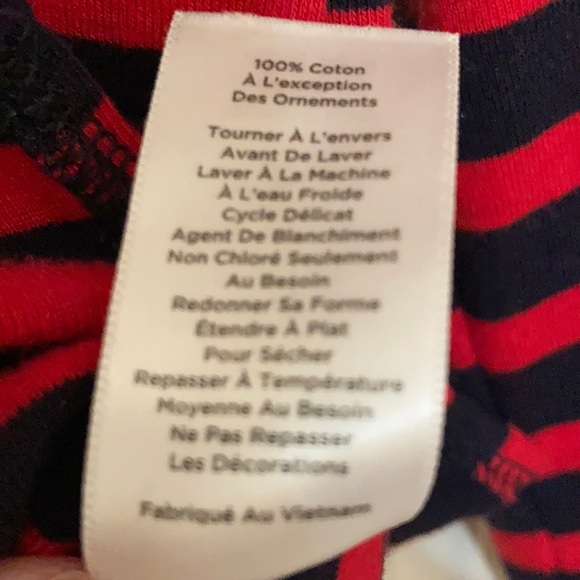 100% Coton
À L'exception
Des Ornements
Tourner À L'envers
Avant De Laver
Laver À La Machine
À L'eau Froide
Cycle Délicat
Agent De Blanchiment
Non Chloré Seulement
Au Besoin
Redonner Sa Forme
Étendre À Plat
Pour Sécher
Repasser À Température
Moyenne Au Besoin
Ne Pas Repasser
Les Décorations
Fabriqué Au Vietnam